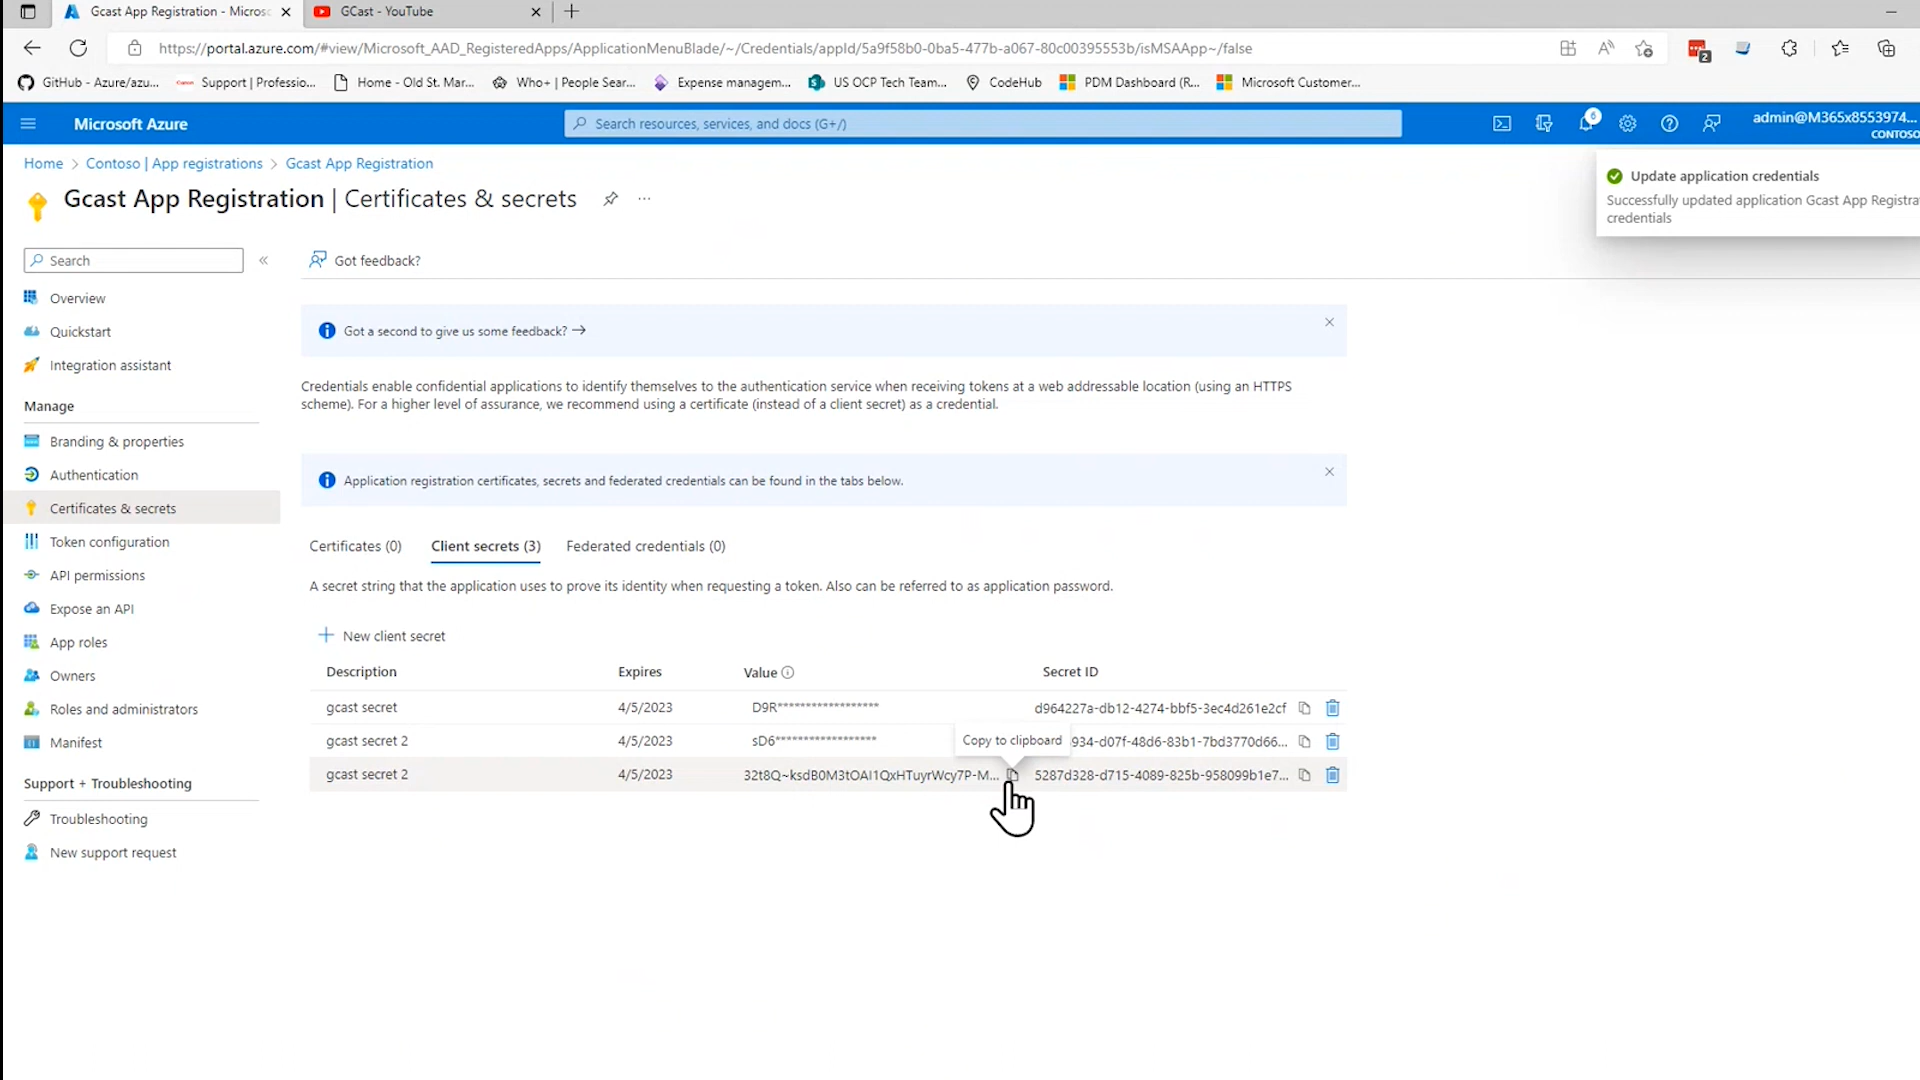 Gcast App Registration - Micros
GCast - YouTube
https://portal.azure.com/#view/Microsoft_AAD_RegisteredApps/ApplicationMenuBlade/~/Credentials/appId/5a9f58b0-0ba5-477b-a067-80c00395553b/isMSAApp~/false
2
GitHub - Azure/azu...
Support | Professio...
Home - Old St. Mar...
Who+ | People Sear...
Expense managem...
US OCP Tech Team...
CodeHub
PDM Dashboard (R...
Microsoft Customer...
Microsoft Azure
Search resources, services, and docs (G+/)
6
admin@M365x8553974...
CONTOSO
Home > Contoso | App registrations > Gcast App Registration
Update application credentials
Successfully updated application Gcast App Registra
credentials
Gcast App Registration | Certificates & secrets
Search
Got feedback?
Overview
Quickstart
Integration assistant
Manage
Branding & properties
Authentication
Certificates & secrets
Token configuration
API permissions
Expose an API
App roles
Owners
Roles and administrators
Manifest
Support + Troubleshooting
Troubleshooting
New support request
Got a second to give us some feedback?
Credentials enable confidential applications to identify themselves to the authentication service when receiving tokens at a web addressable location (using an HTTPS
scheme). For a higher level of assurance, we recommend using a certificate (instead of a client secret) as a credential.
Application registration certificates, secrets and federated credentials can be found in the tabs below.
Certificates (0) Client secrets (3) Federated credentials (0)
A secret string that the application uses to prove its identity when requesting a token. Also can be referred to as application password.
New client secret
Description Expires Value Secret ID
gcast secret 4/5/2023 D9R****************** d964227a-db12-4274-bbf5-3ec4d261e2cf
gcast secret 2 4/5/2023 sD6****************** 934-d07f-48d6-83b1-7bd3770d66...
Copy to clipboard
gcast secret 2 4/5/2023 32t8Q~ksdB0M3tOAI1QxHTuyrWcy7P-M... 5287d328-d715-4089-825b-958099b1e7...